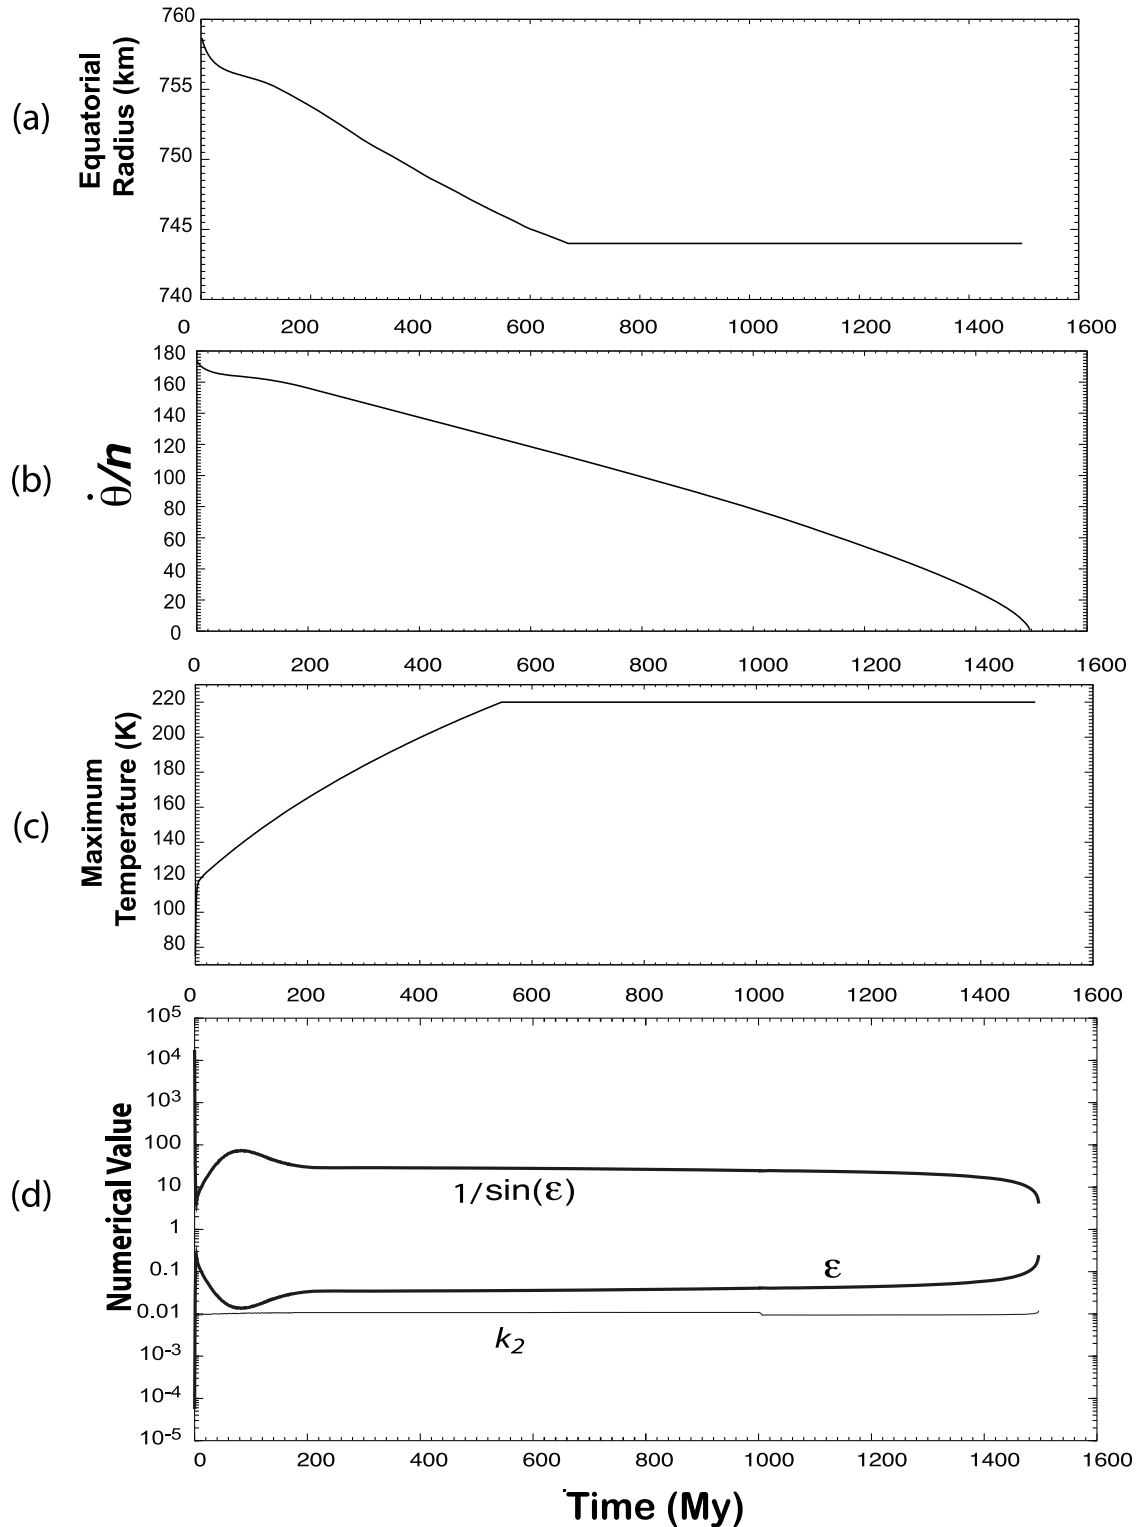 (a)
Equatorial
Radius (km)
760
755
750
745
740
0 200 400 600 800 1000 1200 1400 1600
(b)
θ̇/n
180
160
140
120
100
80
60
40
20
0
0 200 400 600 800 1000 1200 1400 1600
(c)
Maximum
Temperature (K)
220
200
180
160
140
120
100
80
0 200 400 600 800 1000 1200 1400 1600
(d)
Numerical Value
10⁵
10⁴
10³
100
10
1
0.1
0.01
10⁻³
10⁻⁴
10⁻⁵
1/sin(ε)
ε
k₂
0 200 400 600 800 1000 1200 1400 1600
Time (My)